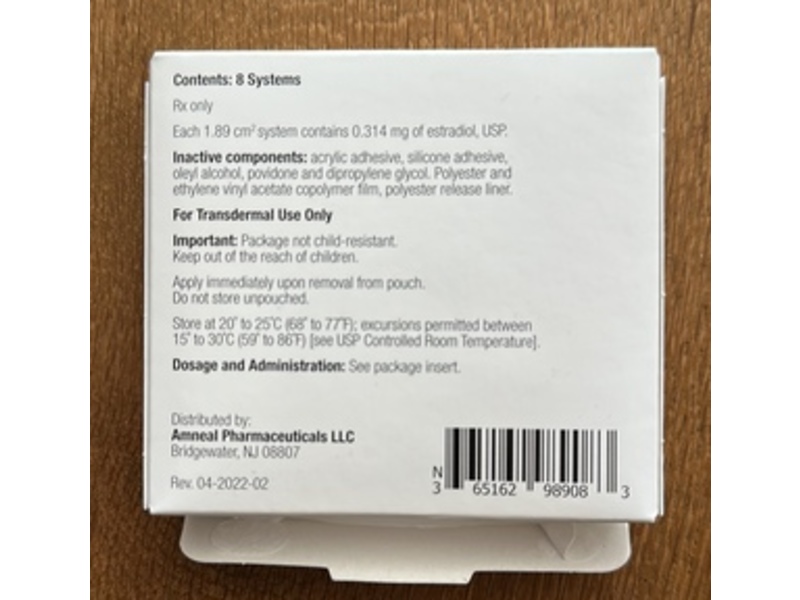 Contents: 8 Systems
Rx only
Each 1.89 cm² system contains 0.314 mg of estradiol, USP.
Inactive components: acrylic adhesive, silicone adhesive,
oleyl alcohol, povidone and dipropylene glycol. Polyester and
ethylene vinyl acetate copolymer film, polyester release liner.
For Transdermal Use Only
Important: Package not child-resistant.
Keep out of the reach of children.
Apply immediately upon removal from pouch.
Do not store unpouched.
Store at 20° to 25°C (68° to 77°F); excursions permitted between
15° to 30°C (59° to 86°F) [see USP Controlled Room Temperature].
Dosage and Administration: See package insert.
Distributed by:
Amneal Pharmaceuticals LLC
Bridgewater, NJ 08807
Rev. 04-2022-02
N
3 65162 98908 3